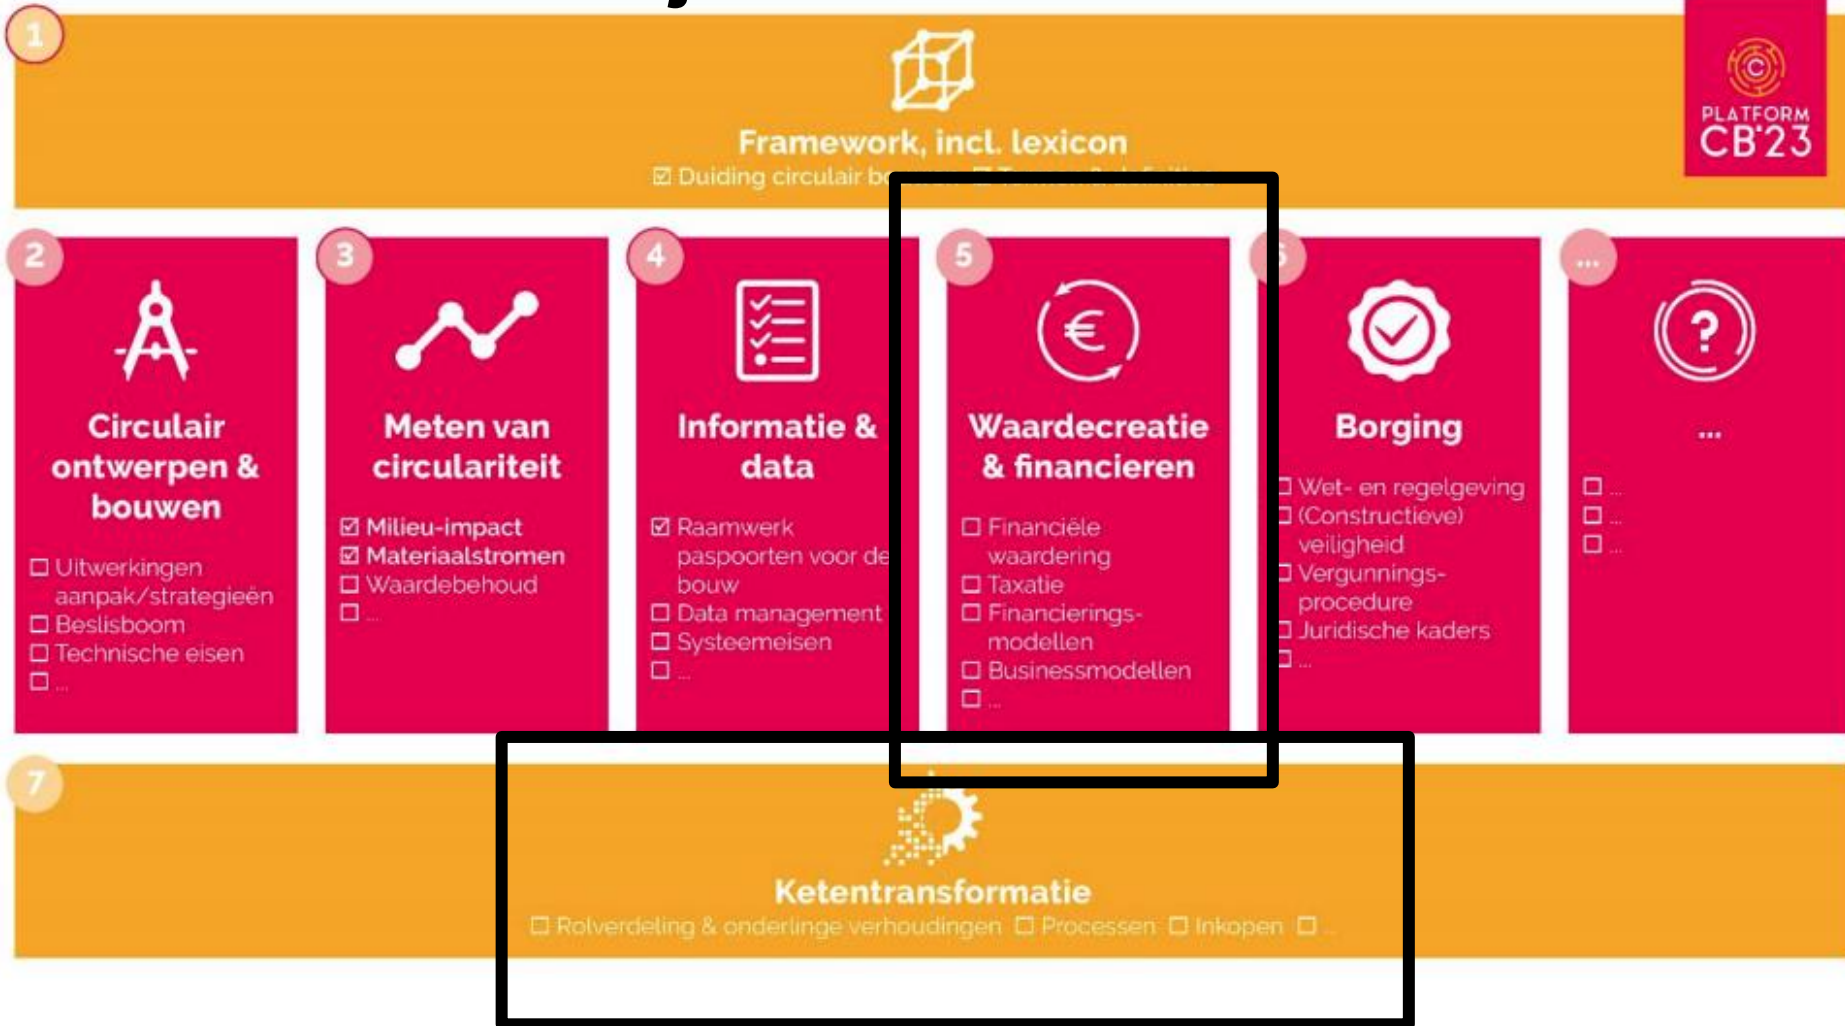 1
Framework, incl. lexicon
☑ Duiding circulair
PLATFORM
CB'23
2
Circulair
ontwerpen &
bouwen
☐ Uitwerkingen
aanpak/strategieën
☐ Beslisboom
☐ Technische eisen
☐ ...
3
Meten van
circulariteit
☑ Milieu-impact
☑ Materiaalstromen
☐ Waardebehoud
☐ ...
4
Informatie &
data
☑ Raamwerk
paspoorten voor de
bouw
☐ Data management
☐ Systeemeisen
☐ ...
5
Waardecreatie
& financieren
☐ Financiële
waardering
☐ Taxatie
☐ Financierings-
modellen
☐ Businessmodellen
☐ ...
6
Borging
☐ Wet- en regelgeving
☐ (Constructieve)
veiligheid
☐ Vergunnings-
procedure
☐ Juridische kaders
☐ ...
...
?
...
☐ ...
☐ ...
☐ ...
7
Ketentransformatie
☐ Rolverdeling & onderlinge verhoudingen ☐ Processen ☐ Inkopen ☐ ...